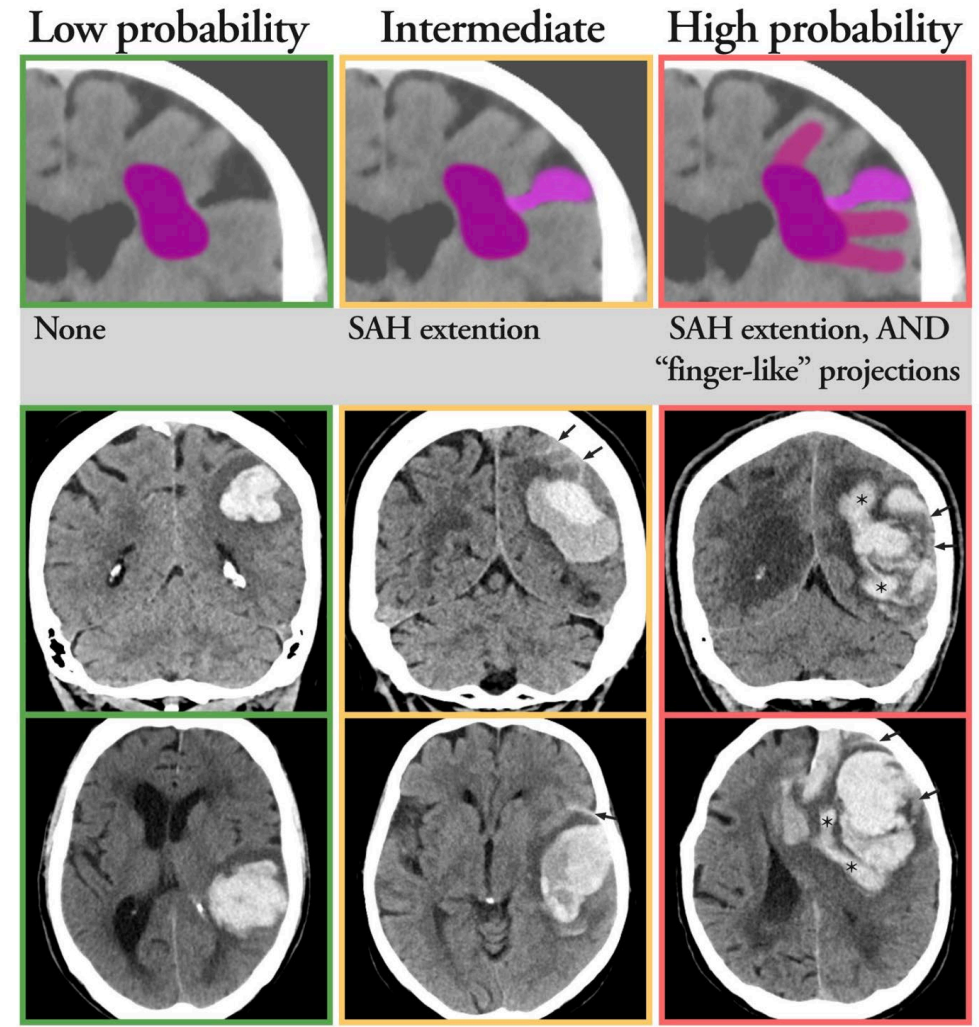 Low probability
Intermediate
High probability
None
SAH extention
SAH extention, AND
“finger-like” projections
*
*
*
*